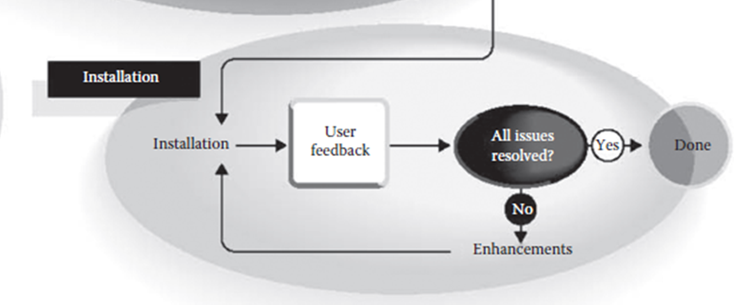 Installation
Installation
User
feedback
All issues
resolved?
Yes
Done
No
Enhancements